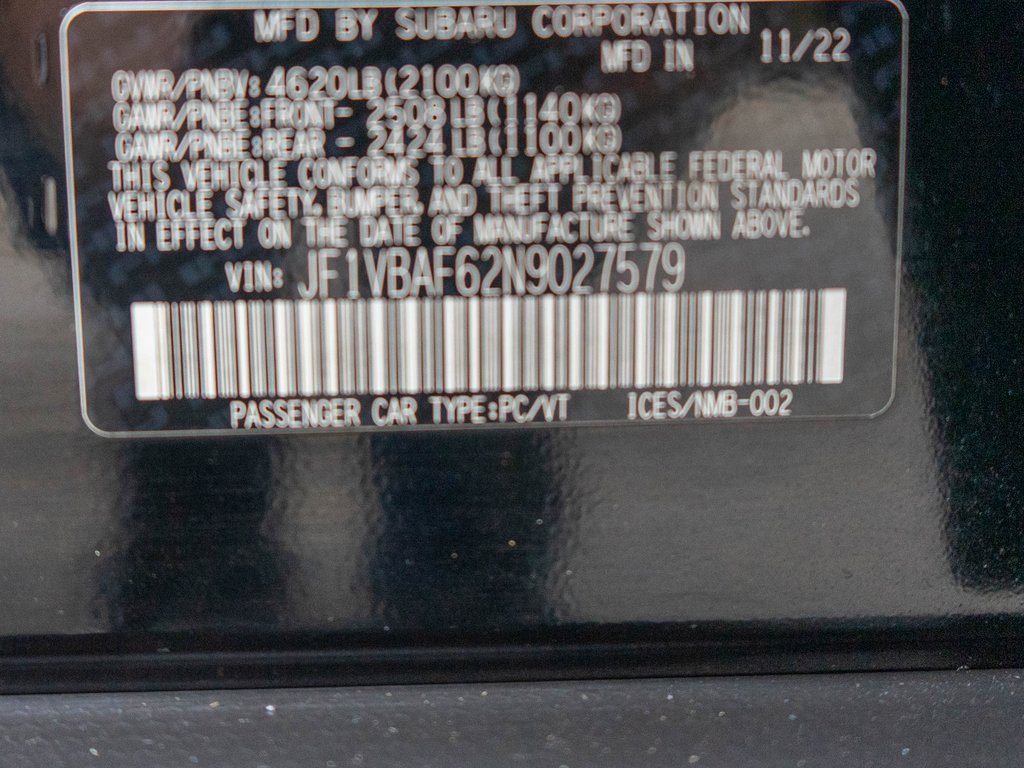 MFD BY SUBARU CORPORATION
MFD IN 11/22
GVWR/PNBV:4620LB(2100KG)
GAWR/PNBE:FRONT- 2508LB(1140KG)
GAWR/PNBE:REAR - 2424LB(1100KG)
THIS VEHICLE CONFORMS TO ALL APPLICABLE FEDERAL MOTOR
VEHICLE SAFETY, BUMPER, AND THEFT PREVENTION STANDARDS
IN EFFECT ON THE DATE OF MANUFACTURE SHOWN ABOVE.
VIN: JF1VBAF62N9027579
PASSENGER CAR TYPE:PC/VT ICES/NMB-002